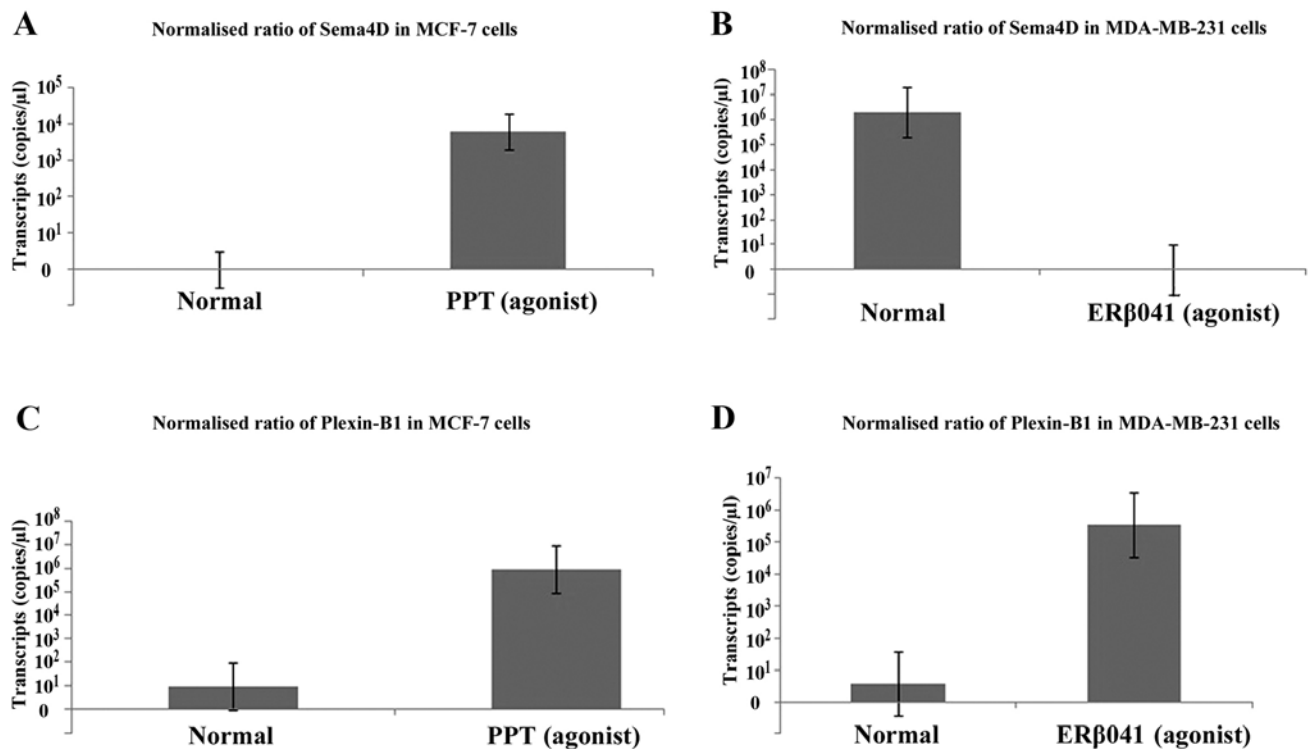 A
Normalised ratio of Sema4D in MCF-7 cells
Transcripts (copies/µl)
10⁵
10⁴
10³
10²
10¹
0
Normal
PPT (agonist)
B
Normalised ratio of Sema4D in MDA-MB-231 cells
Transcripts (copies/µl)
10⁸
10⁷
10⁶
10⁵
10⁴
10³
10²
10¹
0
Normal
ERβ041 (agonist)
C
Normalised ratio of Plexin-B1 in MCF-7 cells
Transcripts (copies/µl)
10⁸
10⁷
10⁶
10⁵
10⁴
10³
10²
10¹
0
Normal
PPT (agonist)
D
Normalised ratio of Plexin-B1 in MDA-MB-231 cells
Transcripts (copies/µl)
10⁷
10⁶
10⁵
10⁴
10³
10²
10¹
0
Normal
ERβ041 (agonist)